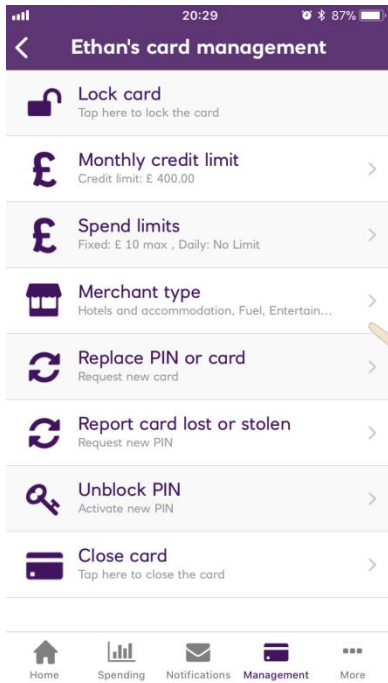 20:29
87%
Ethan's card management
Lock card
Tap here to lock the card
Monthly credit limit
Credit limit: £ 400.00
Spend limits
Fixed: £ 10 max , Daily: No Limit
Merchant type
Hotels and accommodation, Fuel, Entertain...
Replace PIN or card
Request new card
Report card lost or stolen
Request new PIN
Unblock PIN
Activate new PIN
Close card
Tap here to close the card
Home Spending Notifications Management More